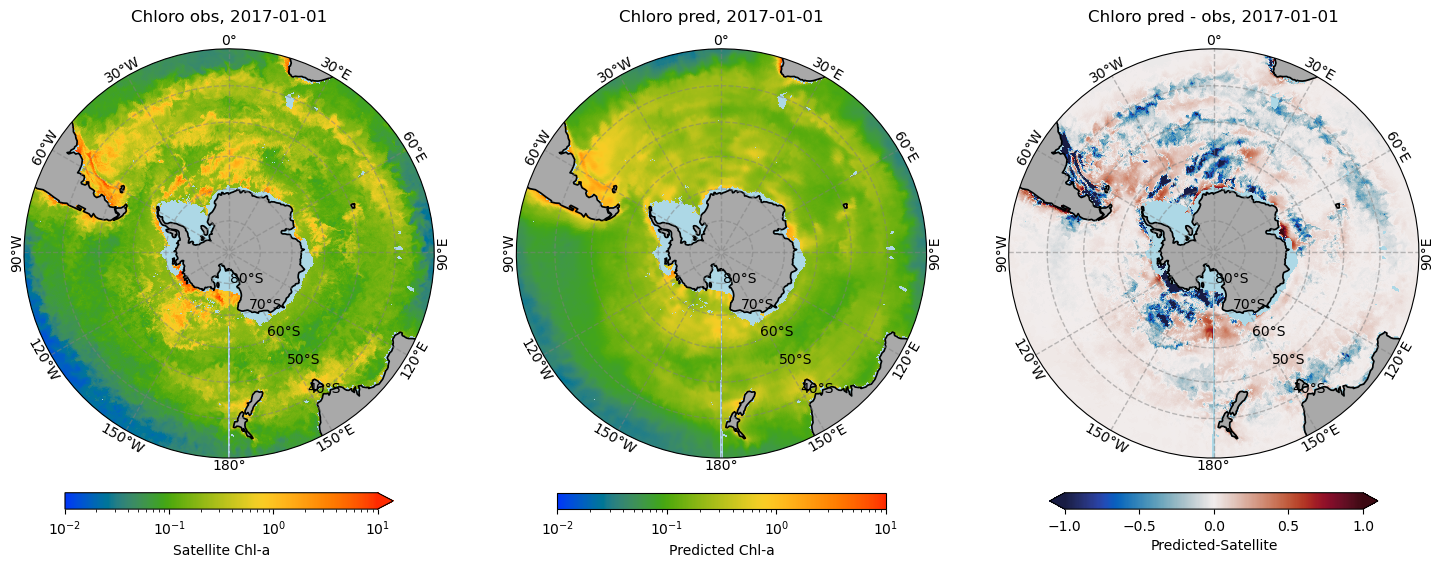 Chloro obs, 2017-01-01
0°
30°W
30°E
60°W
60°E
90°W
90°E
80°S
70°S
60°S
50°S
40°S
120°W
120°E
150°W
150°E
180°
10⁻² 10⁻¹ 10⁰ 10¹
Satellite Chl-a
Chloro pred, 2017-01-01
0°
30°W
30°E
60°W
60°E
90°W
90°E
80°S
70°S
60°S
50°S
40°S
120°W
120°E
150°W
150°E
180°
10⁻² 10⁻¹ 10⁰ 10¹
Predicted Chl-a
Chloro pred - obs, 2017-01-01
0°
30°W
30°E
60°W
60°E
90°W
90°E
80°S
70°S
60°S
50°S
40°S
120°W
120°E
150°W
150°E
180°
−1.0 −0.5 0.0 0.5 1.0
Predicted-Satellite